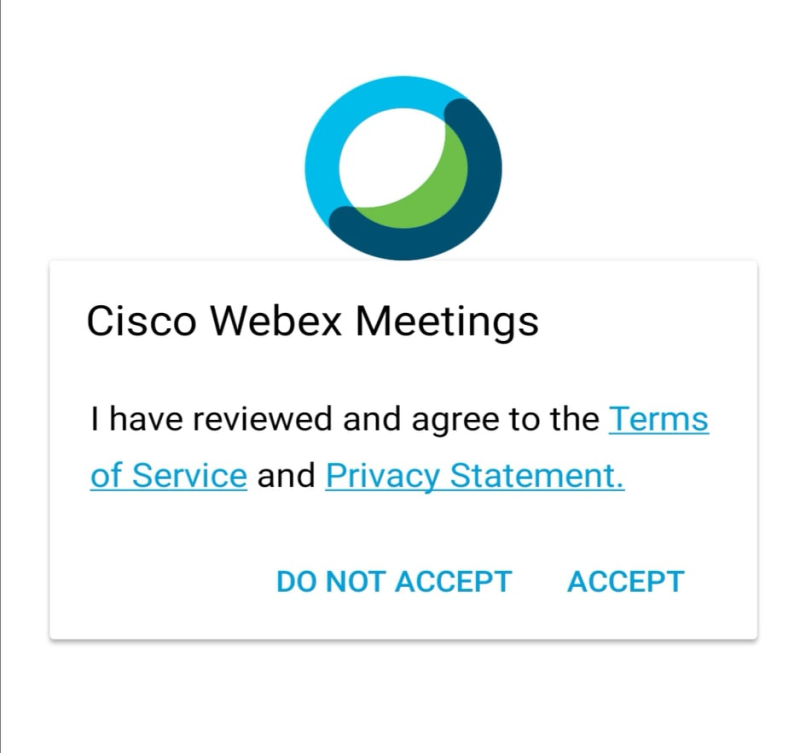 Cisco Webex Meetings
I have reviewed and agree to the Terms
of Service and Privacy Statement.
DO NOT ACCEPT ACCEPT